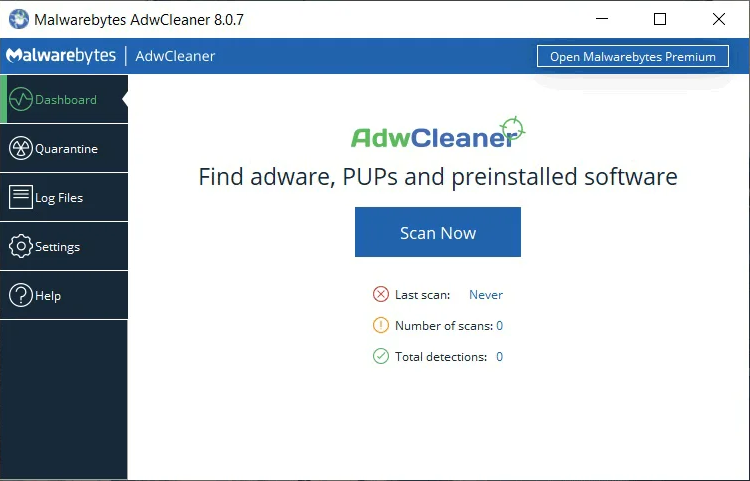 Malwarebytes AdwCleaner 8.0.7
Malwarebytes | AdwCleaner
Open Malwarebytes Premium
Dashboard
Quarantine
Log Files
Settings
Help
AdwCleaner
Find adware, PUPs and preinstalled software
Scan Now
Last scan: Never
Number of scans: 0
Total detections: 0